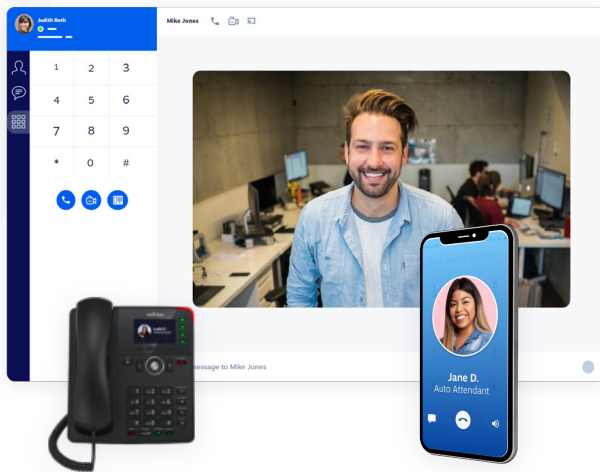 Judith Roth
Mike Jones
1 2 3
4 5 6
7 8 9
* 0 #
message to Mike Jones
Jane D.
Auto Attendant